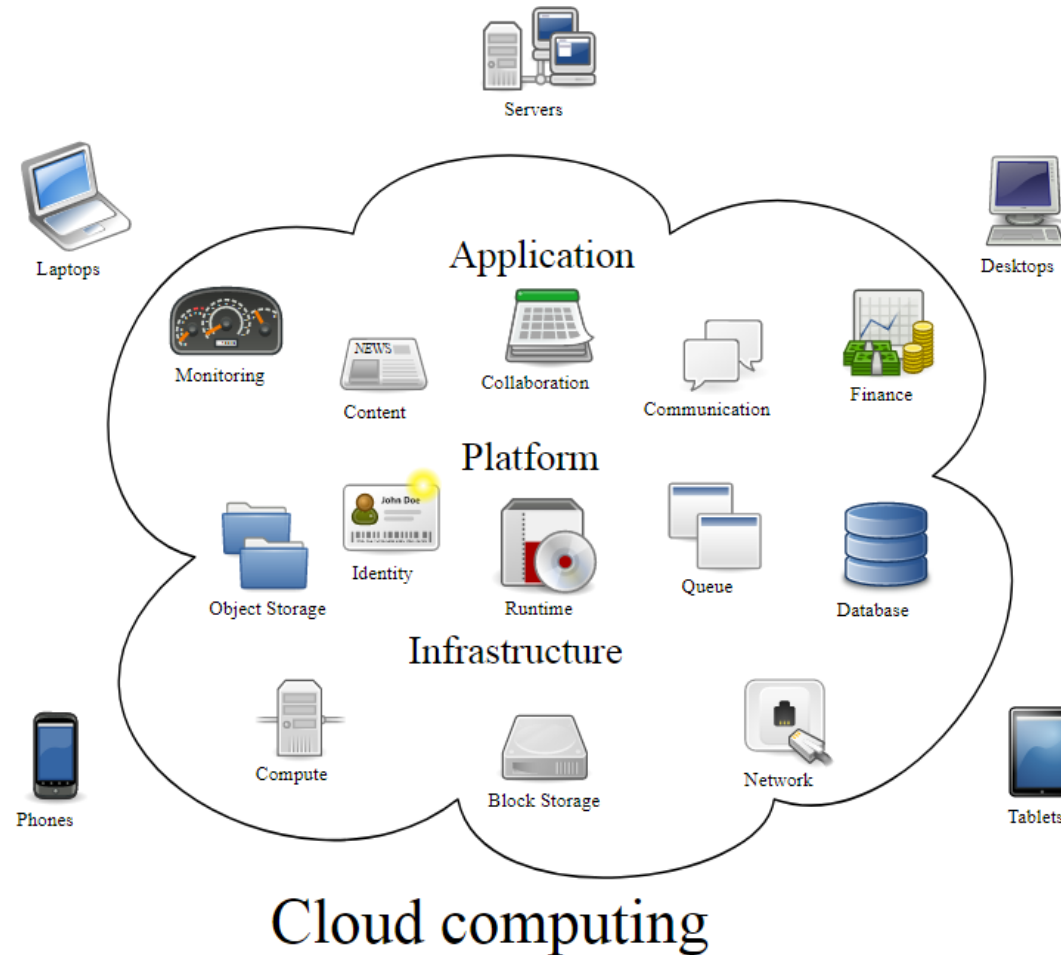 Servers
Laptops
Desktops
Application
Monitoring
NEWS
Content
Collaboration
Communication
Finance
Platform
John Doe
Object Storage
Identity
Runtime
Queue
Database
Infrastructure
Compute
Block Storage
Network
Phones
Tablets
Cloud computing